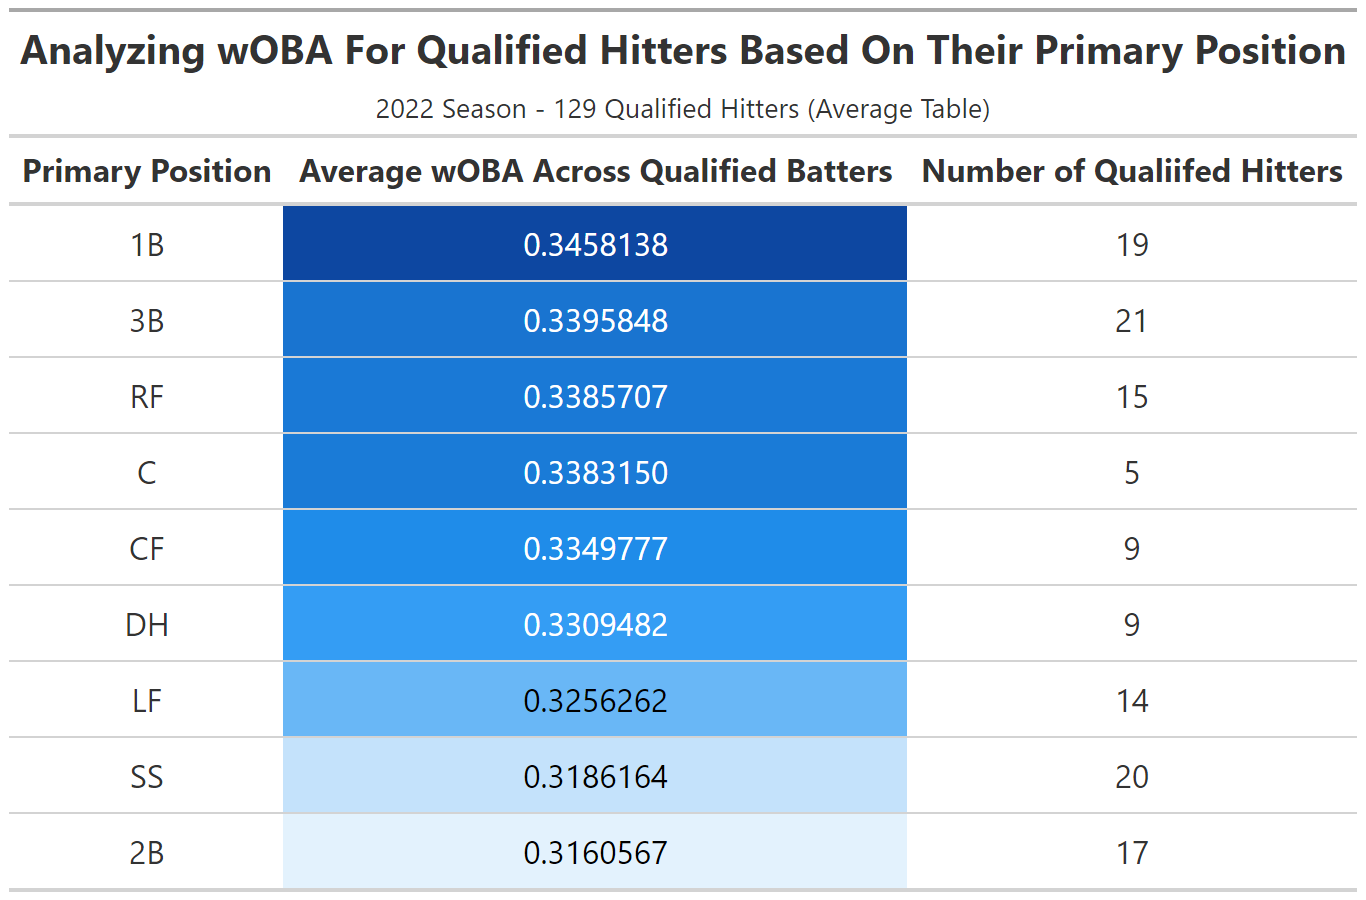 Analyzing wOBA For Qualified Hitters Based On Their Primary Position
2022 Season - 129 Qualified Hitters (Average Table)
Primary Position Average wOBA Across Qualified Batters Number of Qualiifed Hitters
1B 0.3458138 19
3B 0.3395848 21
RF 0.3385707 15
C 0.3383150 5
CF 0.3349777 9
DH 0.3309482 9
LF 0.3256262 14
SS 0.3186164 20
2B 0.3160567 17